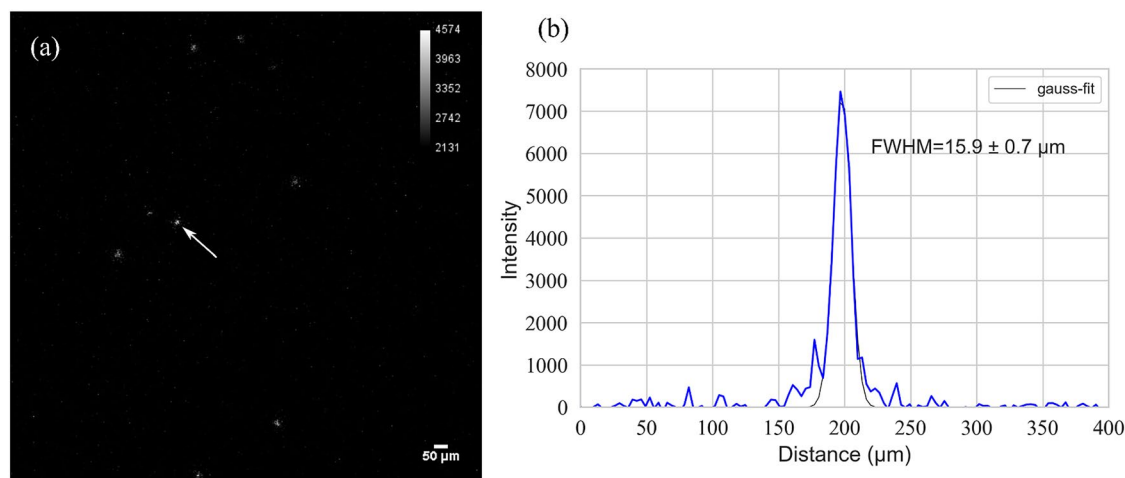 (a)
4574
3963
3352
2742
2131
50 µm
(b)
8000
7000
6000
5000
4000
3000
2000
1000
0
Intensity
gauss-fit
FWHM=15.9 ± 0.7 µm
0 50 100 150 200 250 300 350 400
Distance (µm)